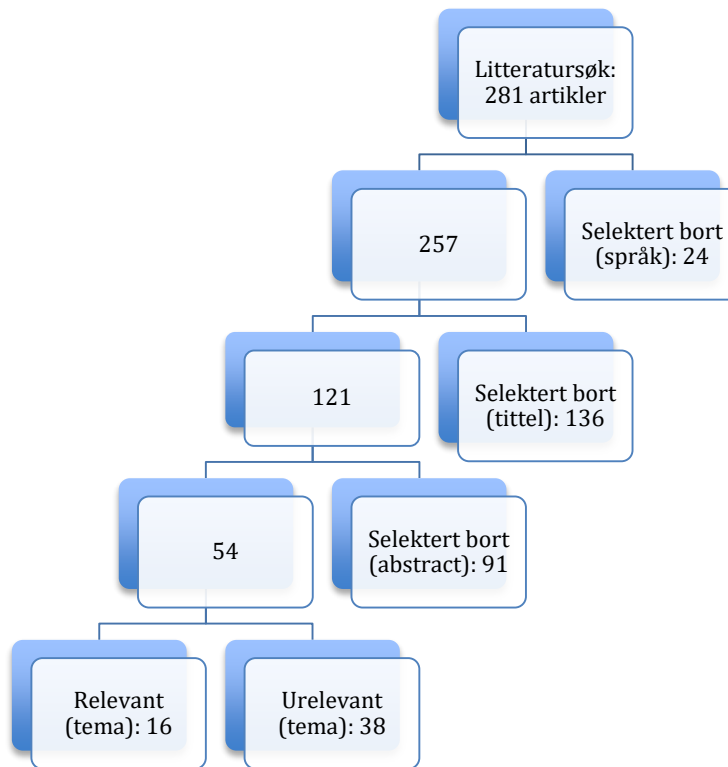 Litteratursøk:
281 artikler
257
Selektert bort
(språk): 24
121
Selektert bort
(tittel): 136
54
Selektert bort
(abstract): 91
Relevant
(tema): 16
Urelevant
(tema): 38